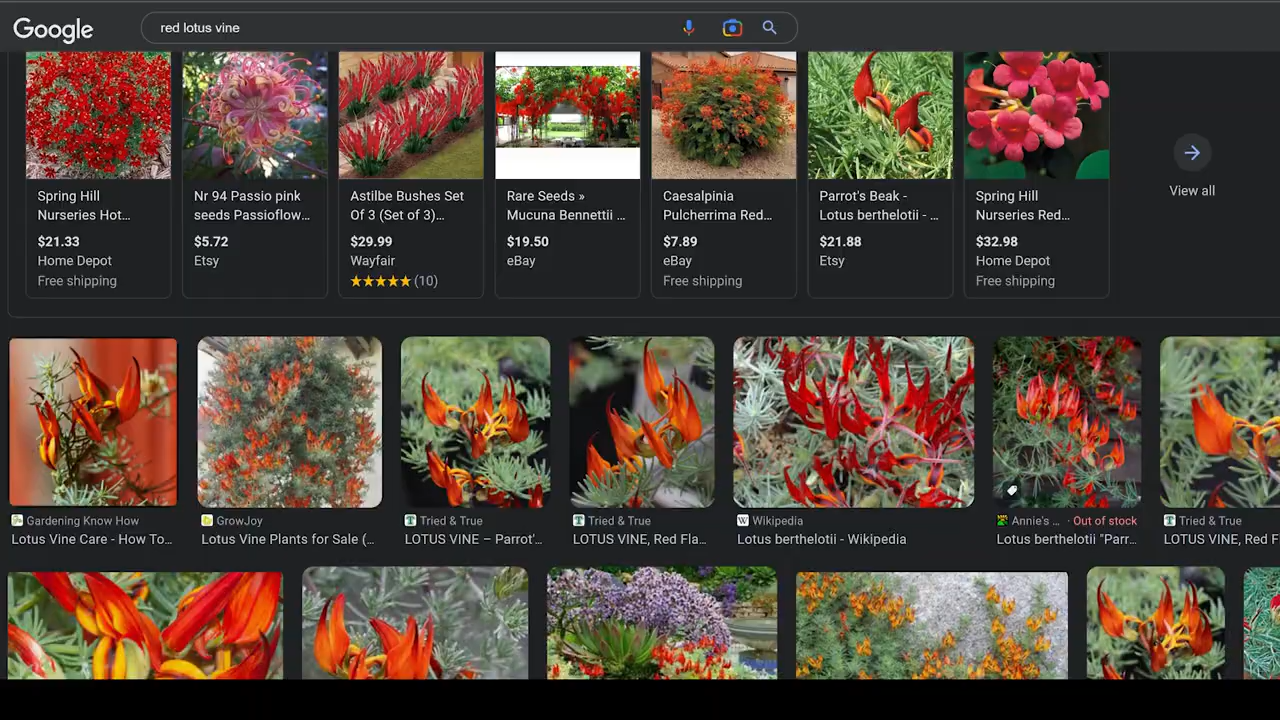 Google
red lotus vine
Spring Hill
Nurseries Hot...
$21.33
Home Depot
Free shipping
Nr 94 Passio pink
seeds Passioflow...
$5.72
Etsy
Astilbe Bushes Set
Of 3 (Set of 3)...
$29.99
Wayfair
(10)
Rare Seeds »
Mucuna Bennettii ...
$19.50
eBay
Caesalpinia
Pulcherrima Red...
$7.89
eBay
Free shipping
Parrot's Beak -
Lotus berthelotii - ...
$21.88
Etsy
Spring Hill
Nurseries Red...
$32.98
Home Depot
Free shipping
View all
Gardening Know How
Lotus Vine Care - How To...
GrowJoy
Lotus Vine Plants for Sale (...
Tried & True
LOTUS VINE – Parrot'...
Tried & True
LOTUS VINE, Red Fla...
W Wikipedia
Lotus berthelotii - Wikipedia
Annie's ... · Out of stock
Lotus berthelotii "Parr...
Tried & True
LOTUS VINE, Red F